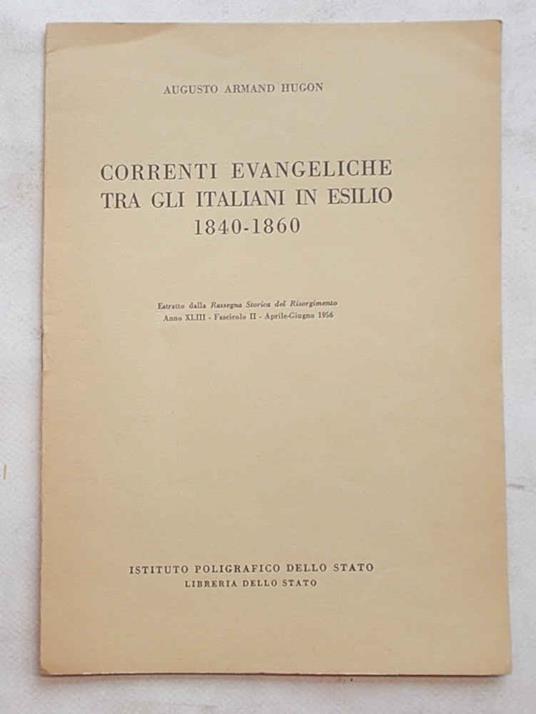 AUGUSTO ARMAND HUGON
CORRENTI EVANGELICHE
TRA GLI ITALIANI IN ESILIO
1840-1860
Estratto dalla Rassegna Storica del Risorgimento
Anno XLIII - Fascicolo II - Aprile-Giugno 1956
ISTITUTO POLIGRAFICO DELLO STATO
LIBRERIA DELLO STATO